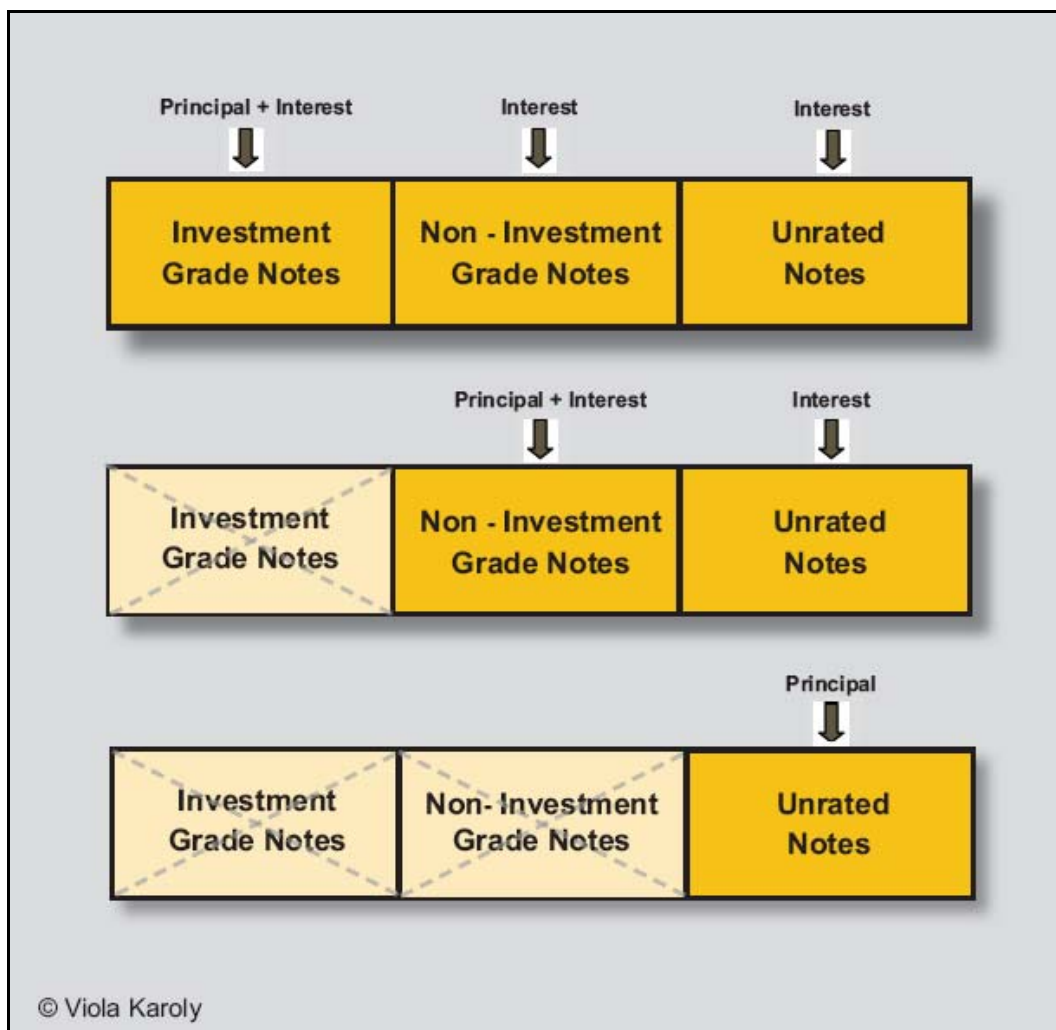 Principal + Interest
Interest
Interest
Investment
Grade Notes
Non - Investment
Grade Notes
Unrated
Notes
Principal + Interest
Interest
Investment
Grade Notes
Non - Investment
Grade Notes
Unrated
Notes
Principal
Investment
Grade Notes
Non- Investment
Grade Notes
Unrated
Notes
© Viola Karoly